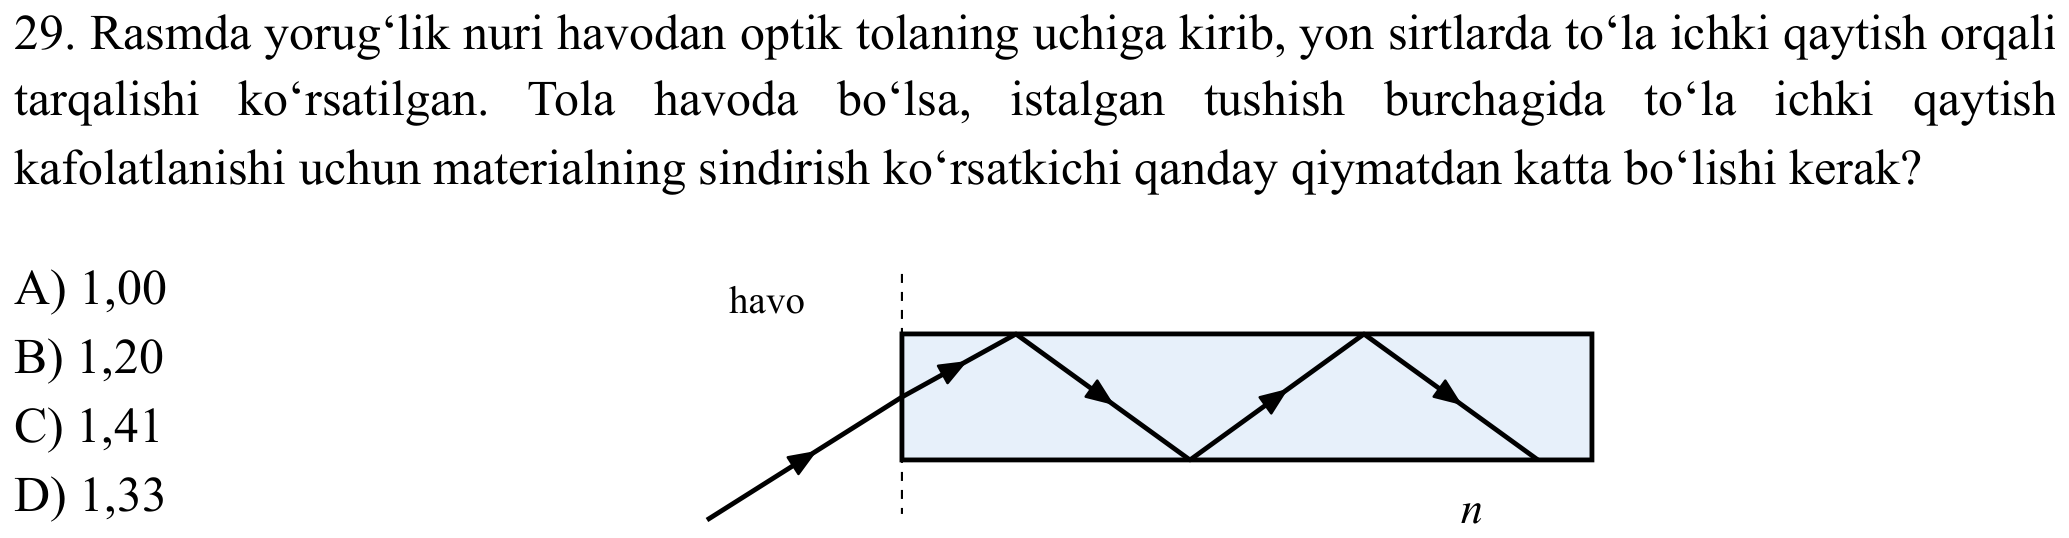 29. Rasmda yorug‘lik nuri havodan optik tolaning uchiga kirib, yon sirtlarda to‘la ichki qaytish orqali
tarqalishi ko‘rsatilgan. Tola havoda bo‘lsa, istalgan tushish burchagida to‘la ichki qaytish
kafolatlanishi uchun materialning sindirish ko‘rsatkichi qanday qiymatdan katta bo‘lishi kerak?
A) 1,00
B) 1,20
C) 1,41
D) 1,33
havo
n